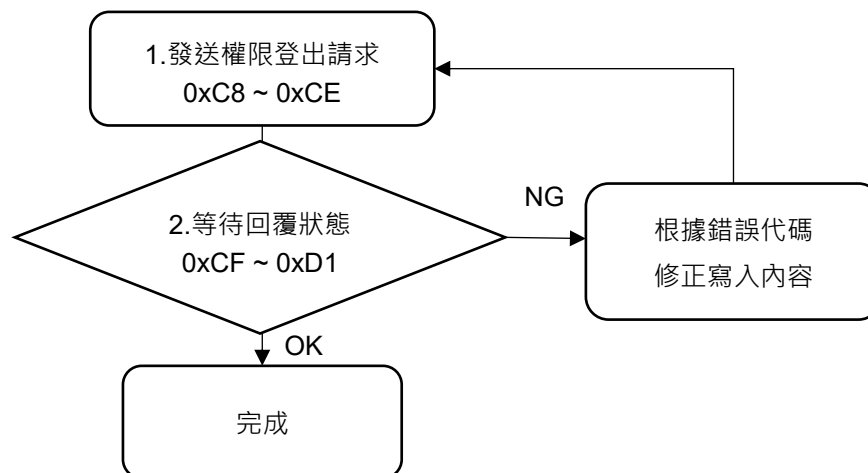 1.發送權限登出請求
0xC8 ~ 0xCE
2.等待回覆狀態
0xCF ~ 0xD1
NG
根據錯誤代碼
修正寫入內容
OK
完成